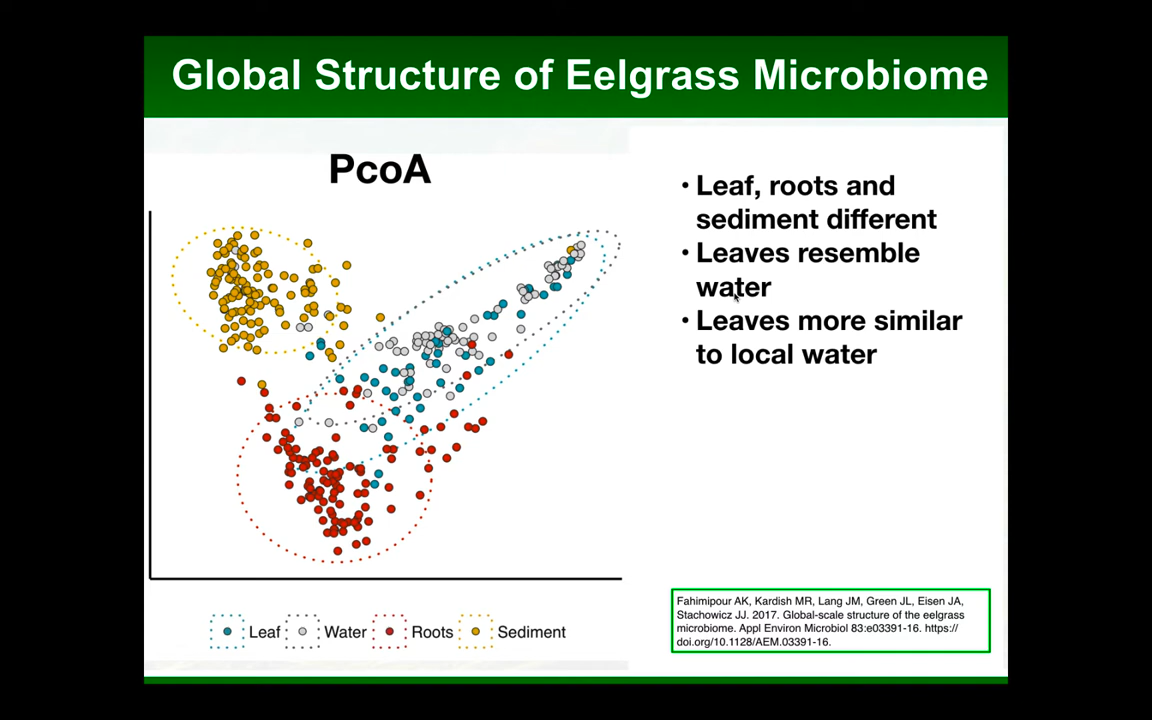 Global Structure of Eelgrass Microbiome
PcoA
• Leaf, roots and
sediment different
• Leaves resemble
water
• Leaves more similar
to local water
Leaf Water Roots Sediment
Fahimipour AK, Kardish MR, Lang JM, Green JL, Eisen JA,
Stachowicz JJ. 2017. Global-scale structure of the eelgrass
microbiome. Appl Environ Microbiol 83:e03391-16. https://
doi.org/10.1128/AEM.03391-16.